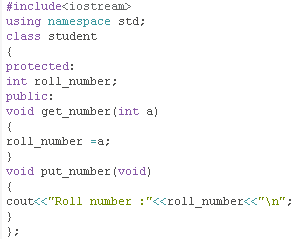 #include<iostream>
using namespace std;
class student
{
protected:
int roll_number;
public:
void get_number(int a)
{
roll_number =a;
}
void put_number(void)
{
cout<<"Roll number :"<<roll_number<<"\n";
}
};